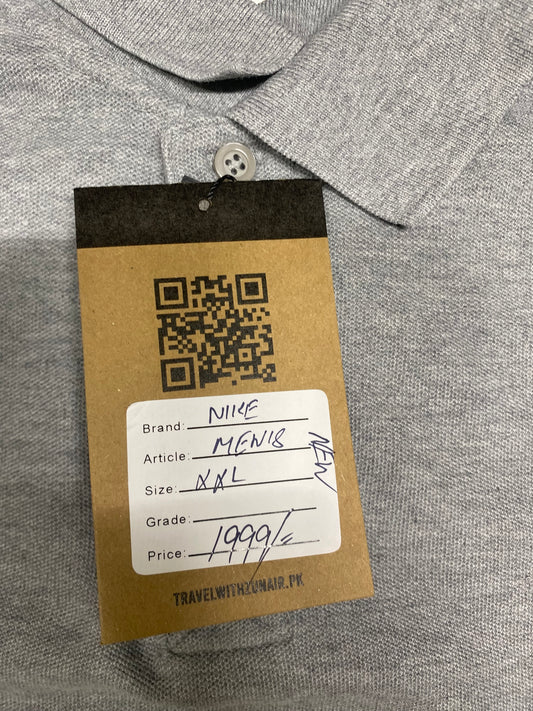 Brand: NIKE
Article: MEN'S
Size: XXL
NEW
Grade:
Price: 1999/=
TRAVELWITHZUNAIR.PK